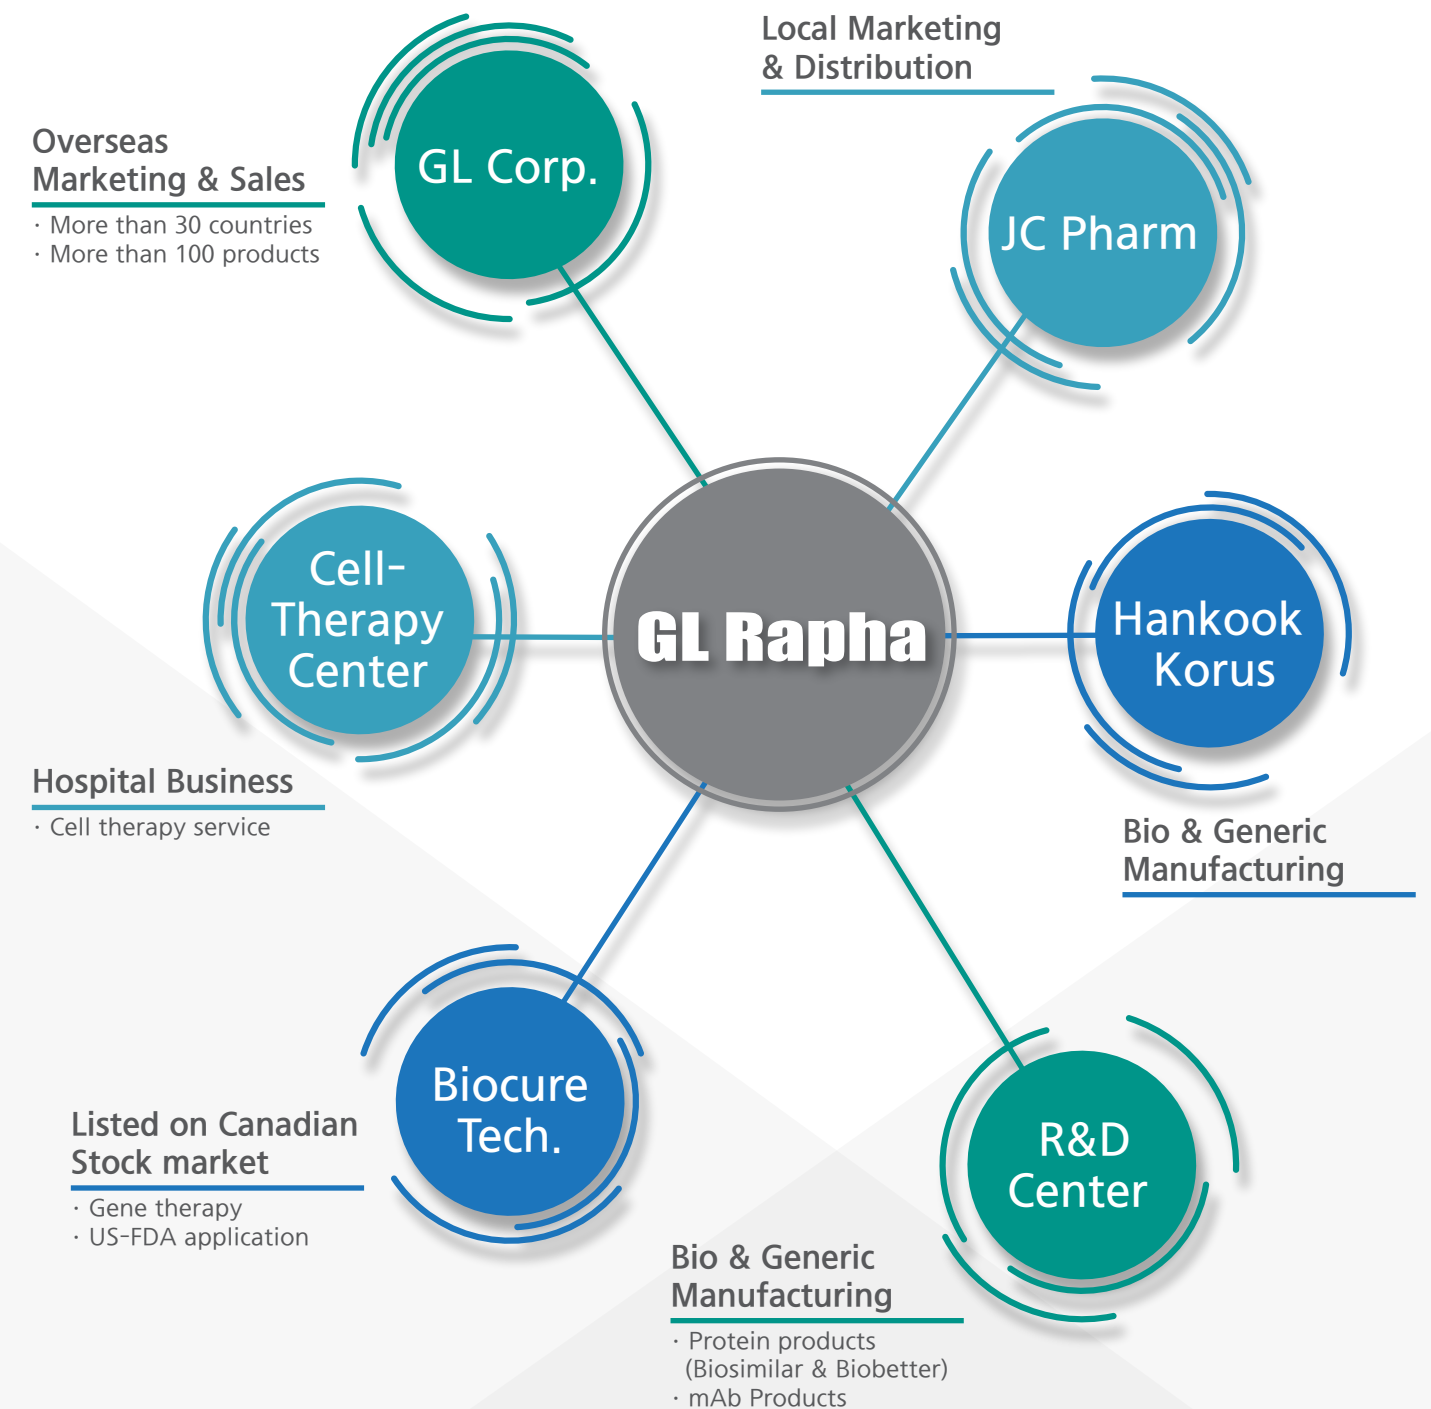 Local Marketing
& Distribution
Overseas
Marketing & Sales
· More than 30 countries
· More than 100 products
GL Corp.
JC Pharm
Cell-
Therapy
Center
GL Rapha
Hankook
Korus
Hospital Business
· Cell therapy service
Bio & Generic
Manufacturing
Biocure
Tech.
Listed on Canadian
Stock market
· Gene therapy
· US-FDA application
R&D
Center
Bio & Generic
Manufacturing
· Protein products
(Biosimilar & Biobetter)
· mAb Products